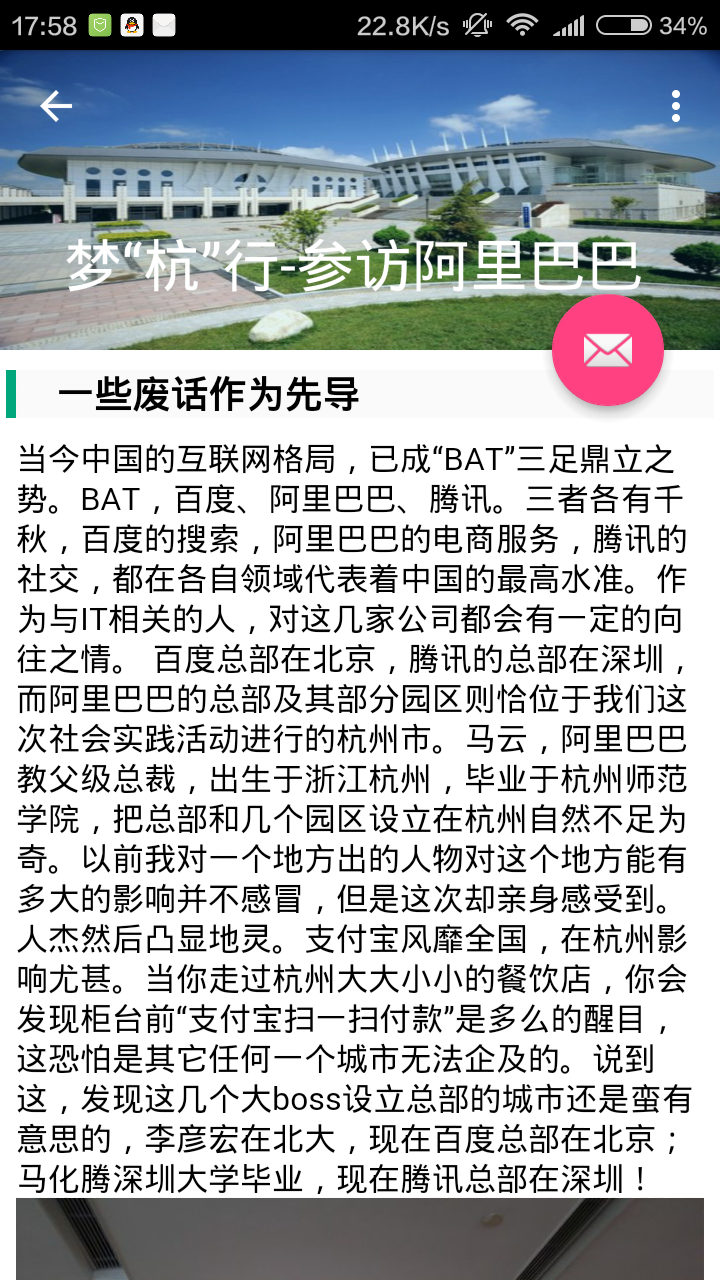 17:58 22.8K/s 34%
梦“杭”行-参访阿里巴巴
一些废话作为先导
当今中国的互联网格局，已成“BAT”三足鼎立之
势。BAT，百度、阿里巴巴、腾讯。三者各有千
秋，百度的搜索，阿里巴巴的电商服务，腾讯的
社交，都在各自领域代表着中国的最高水准。作
为与IT相关的人，对这几家公司都会有一定的向
往之情。 百度总部在北京，腾讯的总部在深圳，
而阿里巴巴的总部及其部分园区则恰位于我们这
次社会实践活动进行的杭州市。马云，阿里巴巴
教父级总裁，出生于浙江杭州，毕业于杭州师范
学院，把总部和几个园区设立在杭州自然不足为
奇。以前我对一个地方出的人物对这个地方能有
多大的影响并不感冒，但是这次却亲身感受到。
人杰然后凸显地灵。支付宝风靡全国，在杭州影
响尤甚。当你走过杭州大大小小的餐饮店，你会
发现柜台前“支付宝扫一扫付款”是多么的醒目，
这恐怕是其它任何一个城市无法企及的。说到
这，发现这几个大boss设立总部的城市还是蛮有
意思的，李彦宏在北大，现在百度总部在北京；
马化腾深圳大学毕业，现在腾讯总部在深圳！